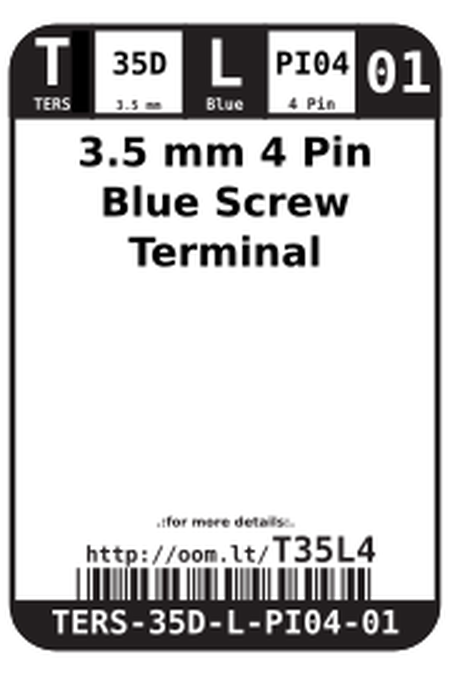 T 35D L PI04 01
TERS 3.5 mm Blue 4 Pin
3.5 mm 4 Pin
Blue Screw
Terminal
.:for more details:.
http://oom.lt/T35L4
TERS-35D-L-PI04-01